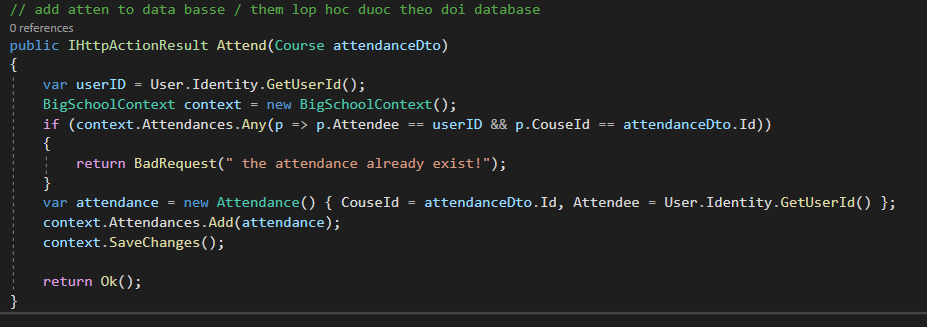 // add atten to data basse / them lop hoc duoc theo doi database
0 references
public IHttpActionResult Attend(Course attendanceDto)
{
var userID = User.Identity.GetUserId();
BigSchoolContext context = new BigSchoolContext();
if (context.Attendances.Any(p => p.Attendee == userID && p.CouseId == attendanceDto.Id))
{
return BadRequest(" the attendance already exist!");
}
var attendance = new Attendance() { CouseId = attendanceDto.Id, Attendee = User.Identity.GetUserId() };
context.Attendances.Add(attendance);
context.SaveChanges();
return Ok();
}